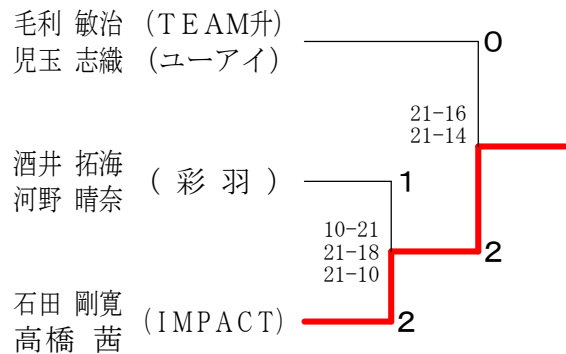 毛利 敏治 (TEAM升)
児玉 志織 (ユーアイ)
0
21-16
21-14
酒井 拓海
河野 晴奈
(彩羽)
1
10-21
21-18
21-10
2
石田 剛寛
高橋 茜
(IMPACT)
2